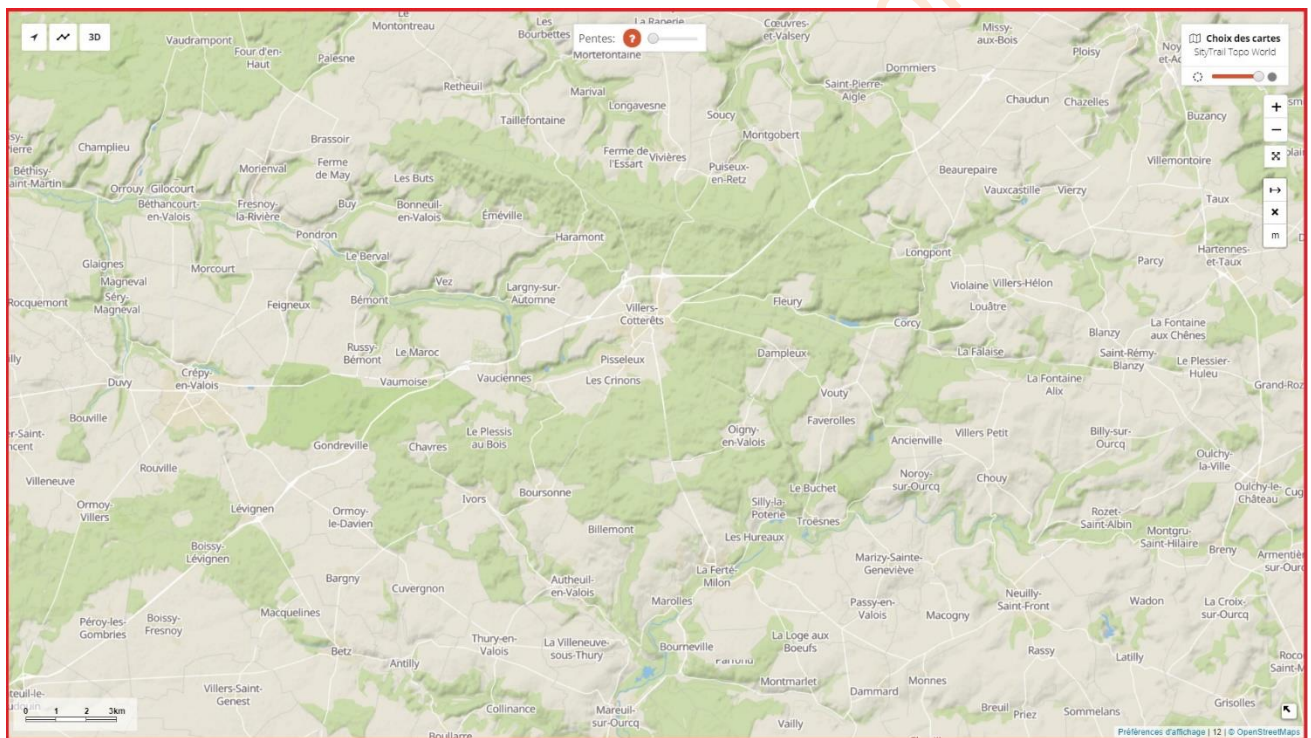 Le
Montontreau
Les
Bourbettes
La Raperie
Cœuvres-
et-Valsery
Missy-
aux-Bois
Ploisy
3D
Pentes:
?
Choix des cartes
SityTrail Topo World
Vaudrampont
Four d'en-
Haut
Palesne
Mortefontaine
Dommiers
Retheuil
Marival
Longavesne
Saint-Pierre-
Aigle
Chaudun
Chazelles
Buzancy
+
−
Taillefontaine
Soucy
Montgobert
Champlieu
Brassoir
Ferme de
l'Essart
Vivières
Puiseux-
en-Retz
Béthisy-
aint-Martin
Morienval
Ferme
de May
Les Buts
Beaurepaire
Villemontoire
Orrouy
Gilocourt
Vauxcastille
Vierzy
Taux
Béthancourt-
en-Valois
Fresnoy-
la-Rivière
Buy
Bonneuil-
en-Valois
Éméville
m
Pondron
Haramont
Le Berval
Longpont
Hartennes-
et-Taux
Glaignes
Morcourt
Parcy
Magneval
Séry-
Magneval
Vez
Largny-sur-
Automne
Violaine
Villers-Hélon
Rocquemont
Feigneux
Bémont
Villers-
Cotterêts
Fleury
Louâtre
Corcy
Blanzy
La Fontaine
aux Chênes
Russy-
Bémont
Le Maroc
Pisseleux
Dampleux
La Falaise
Saint-Rémy-
Blanzy
Le Plessier-
Huleu
Crépy-
en-Valois
Duvy
Vaumoise
Vauciennes
Les Crinons
La Fontaine
Alix
Grand-Roz
Vouty
Bouville
Faverolles
Gondreville
Chavres
Le Plessis
au Bois
Oigny-
en-Valois
Ancienville
Villers Petit
Billy-sur-
Ourcq
Oulchy-
la-Ville
Rouville
Villeneuve
Ivors
Boursonne
Le Buchet
Noroy-
sur-Ourcq
Chouy
Oulchy-le-
Château
Ormoy-
Villers
Lévignen
Ormoy-
le-Davien
Silly-la-
Poterie
Troësnes
Rozet-
Saint-Albin
Billemont
Les Hureaux
Montgru-
Saint-Hilaire
Breny
Boissy-
Lévignen
Marizy-Sainte-
Geneviève
La Ferté-
Milon
Bargny
Cuvergnon
Autheuil-
en-Valois
Marolles
Passy-en-
Valois
Macogny
Neuilly-
Saint-Front
Wadon
La Croix-
sur-Ourcq
Péroy-les-
Gombries
Boissy-
Fresnoy
Macquelines
Thury-en-
Valois
La Villeneuve-
sous-Thury
Bourneville
La Loge aux
Boeufs
Betz
Antilly
Rassy
Latilly
Montmarlet
Dammard
Monnes
Villers-Saint-
Genest
Collinance
Mareuil-
sur-Ourcq
Vailly
Breuil
Priez
Sommelans
Grisolles
0 1 2 3km
Préférences d'affichage | 12 | © OpenStreetMaps